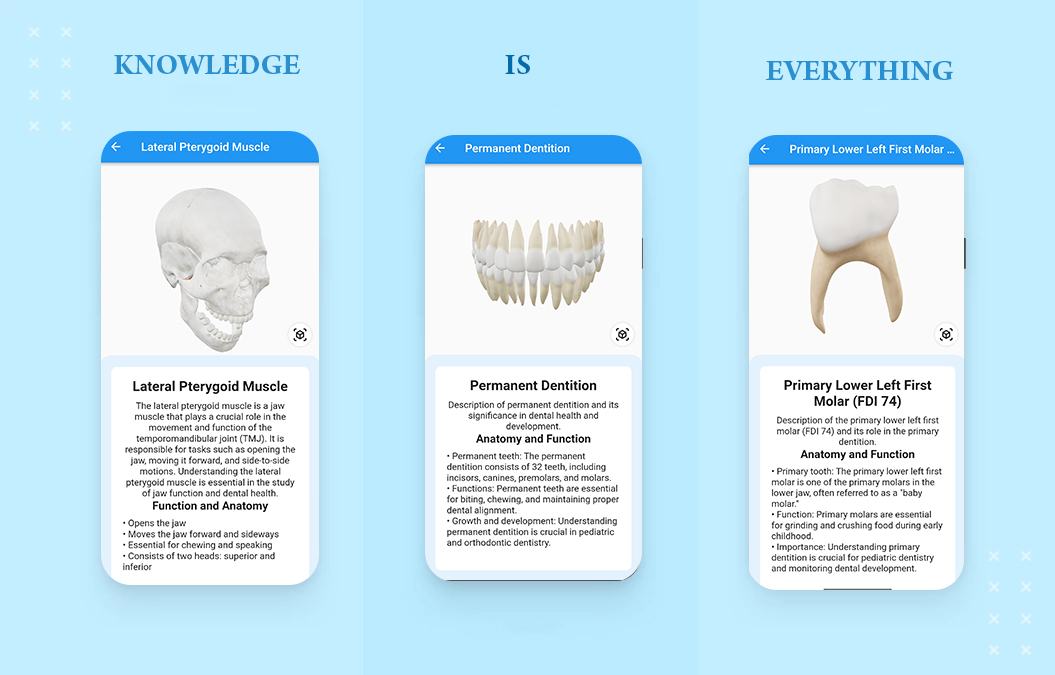 KNOWLEDGE
IS
EVERYTHING
Lateral Pterygoid Muscle
Lateral Pterygoid Muscle
The lateral pterygoid muscle is a jaw
muscle that plays a crucial role in the
movement and function of the
temporomandibular joint (TMJ). It is
responsible for tasks such as opening the
jaw, moving it forward, and side-to-side
motions. Understanding the lateral
pterygoid muscle is essential in the study
of jaw function and dental health.
Function and Anatomy
• Opens the jaw
• Moves the jaw forward and sideways
• Essential for chewing and speaking
• Consists of two heads: superior and
inferior
Permanent Dentition
Permanent Dentition
Description of permanent dentition and its
significance in dental health and
development.
Anatomy and Function
• Permanent teeth: The permanent
dentition consists of 32 teeth, including
incisors, canines, premolars, and molars.
• Functions: Permanent teeth are essential
for biting, chewing, and maintaining proper
dental alignment.
• Growth and development: Understanding
permanent dentition is crucial in pediatric
and orthodontic dentistry.
Primary Lower Left First Molar ...
Primary Lower Left First
Molar (FDI 74)
Description of the primary lower left first
molar (FDI 74) and its role in the primary
dentition.
Anatomy and Function
• Primary tooth: The primary lower left first
molar is one of the primary molars in the
lower jaw, often referred to as a "baby
molar."
• Function: Primary molars are essential
for grinding and crushing food during early
childhood.
• Importance: Understanding primary
dentition is crucial for pediatric dentistry
and monitoring dental development.